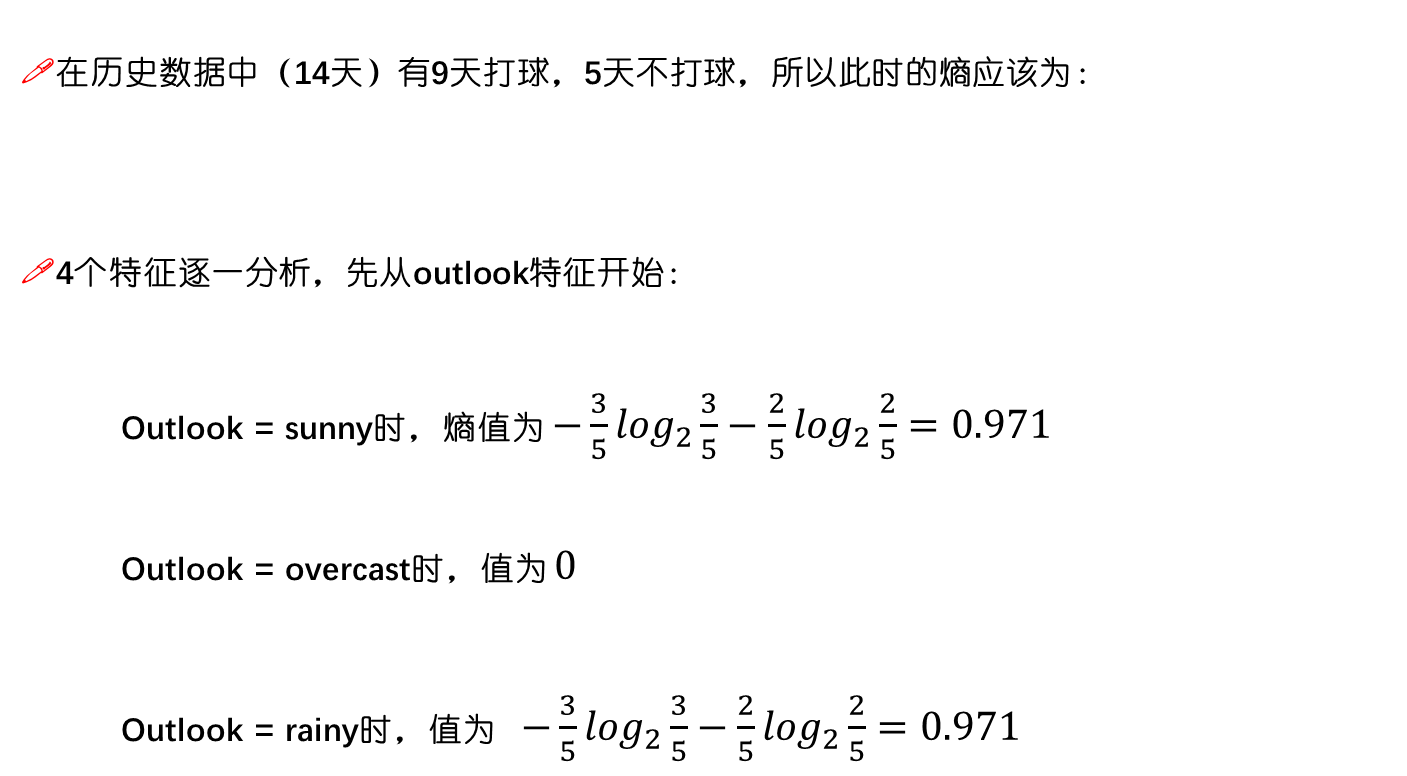 在历史数据中（14天）有9天打球，5天不打球，所以此时的熵应该为：
4个特征逐一分析，先从outlook特征开始：
Outlook = sunny时，熵值为 −3/5 log₂ 3/5 − 2/5 log₂ 2/5 = 0.971
Outlook = overcast时，值为 0
Outlook = rainy时，值为 −3/5 log₂ 3/5 − 2/5 log₂ 2/5 = 0.971